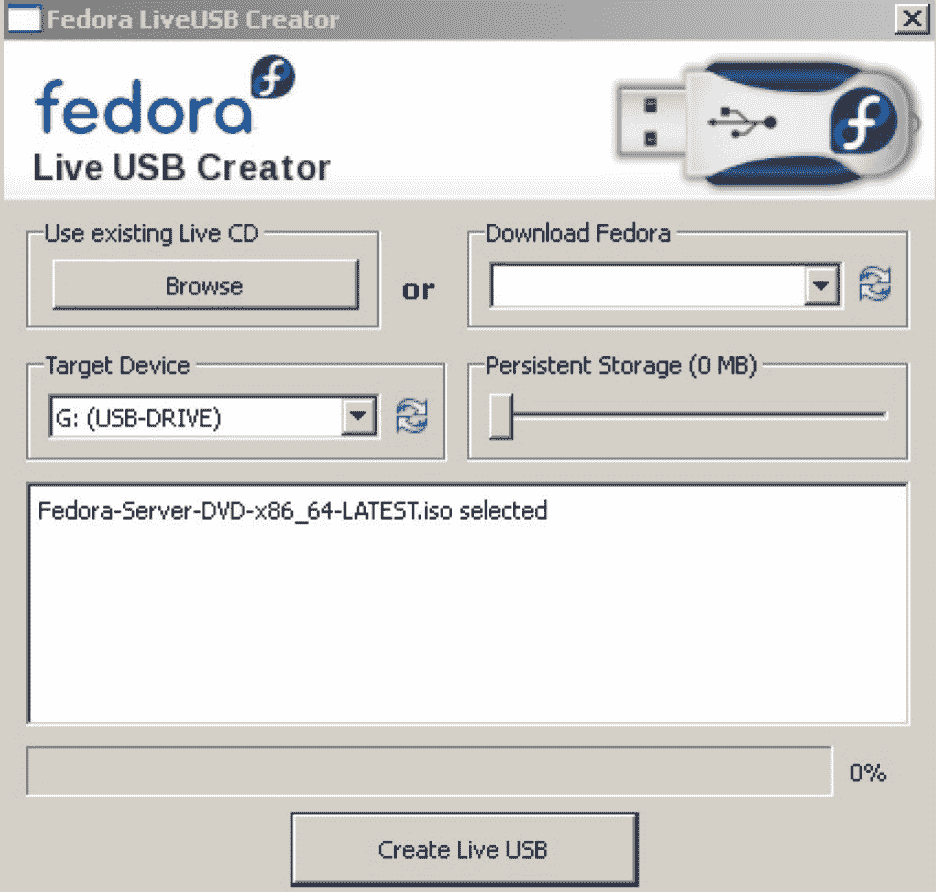 Fedora LiveUSB Creator
fedora
Live USB Creator
Use existing Live CD
Browse
or
Download Fedora
Target Device
G: (USB-DRIVE)
Persistent Storage (0 MB)
Fedora-Server-DVD-x86_64-LATEST.iso selected
0%
Create Live USB